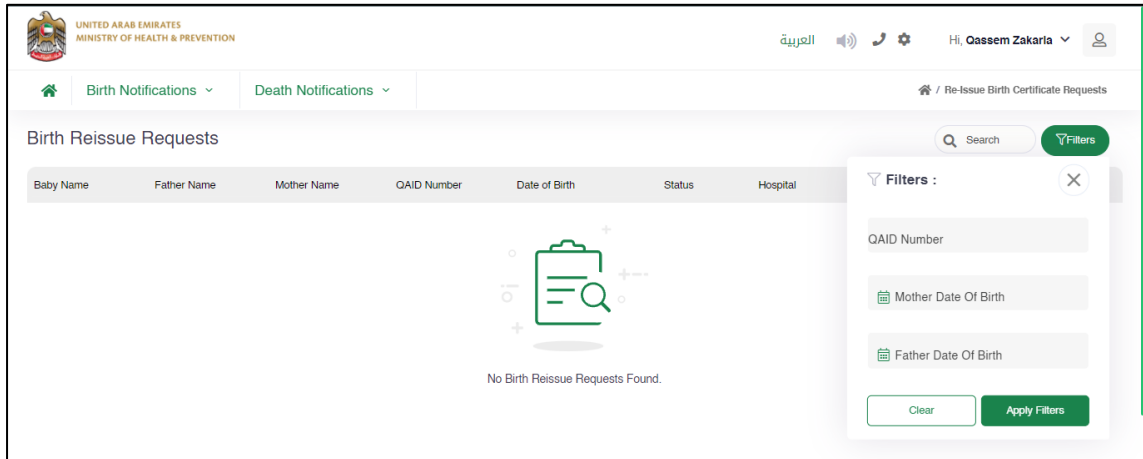 UNITED ARAB EMIRATES
MINISTRY OF HEALTH & PREVENTION
العربية
Hi, Qassem Zakaria
Birth Notifications
Death Notifications
/ Re-Issue Birth Certificate Requests
Birth Reissue Requests
Search
Filters
Baby Name Father Name Mother Name QAID Number Date of Birth Status Hospital
Filters :
QAID Number
Mother Date Of Birth
Father Date Of Birth
No Birth Reissue Requests Found.
Clear
Apply Filters